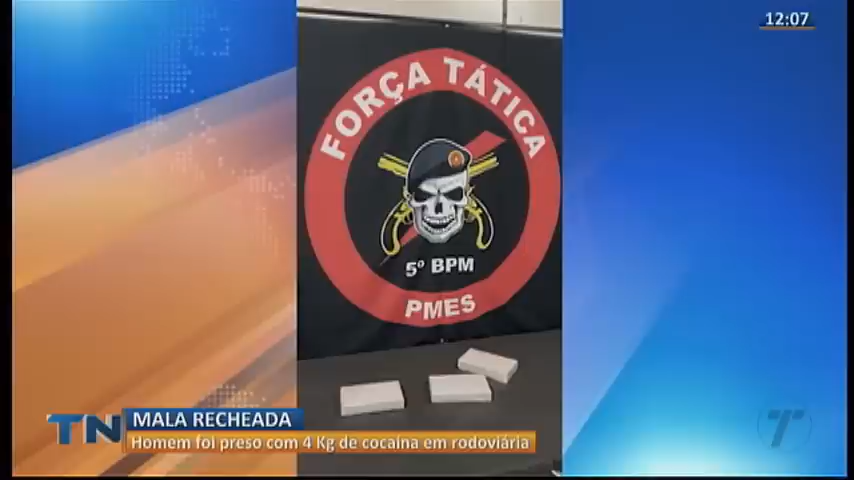 12:07
FORÇA TÁTICA
5º BPM
PMES
TN MALA RECHEADA
Homem foi preso com 4 Kg de cocaína em rodoviária
T